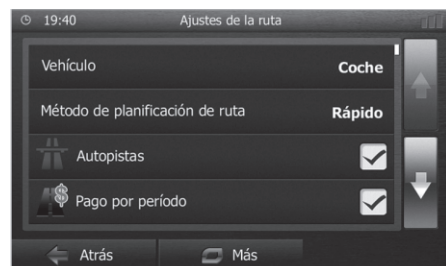 19:40 Ajustes de la ruta
Vehículo Coche
Método de planificación de ruta Rápido
Autopistas
Pago por período
Atrás Más